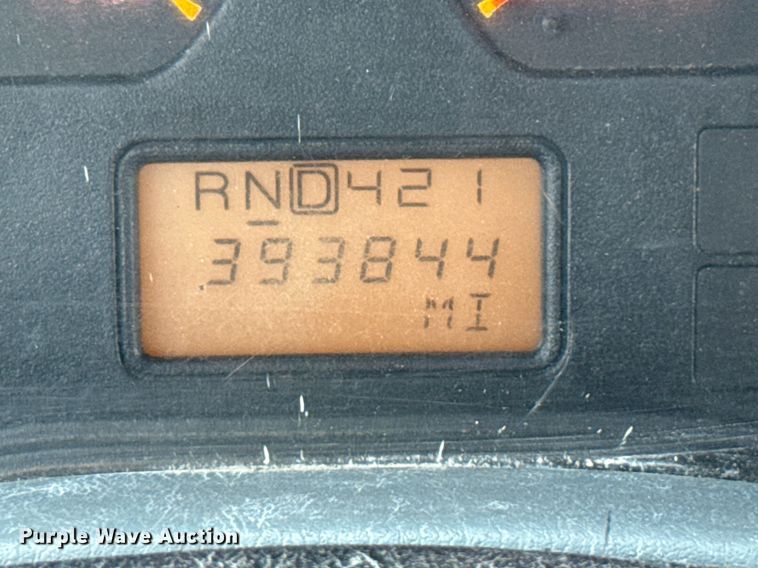 RND421
393844
MI
Purple Wave Auction